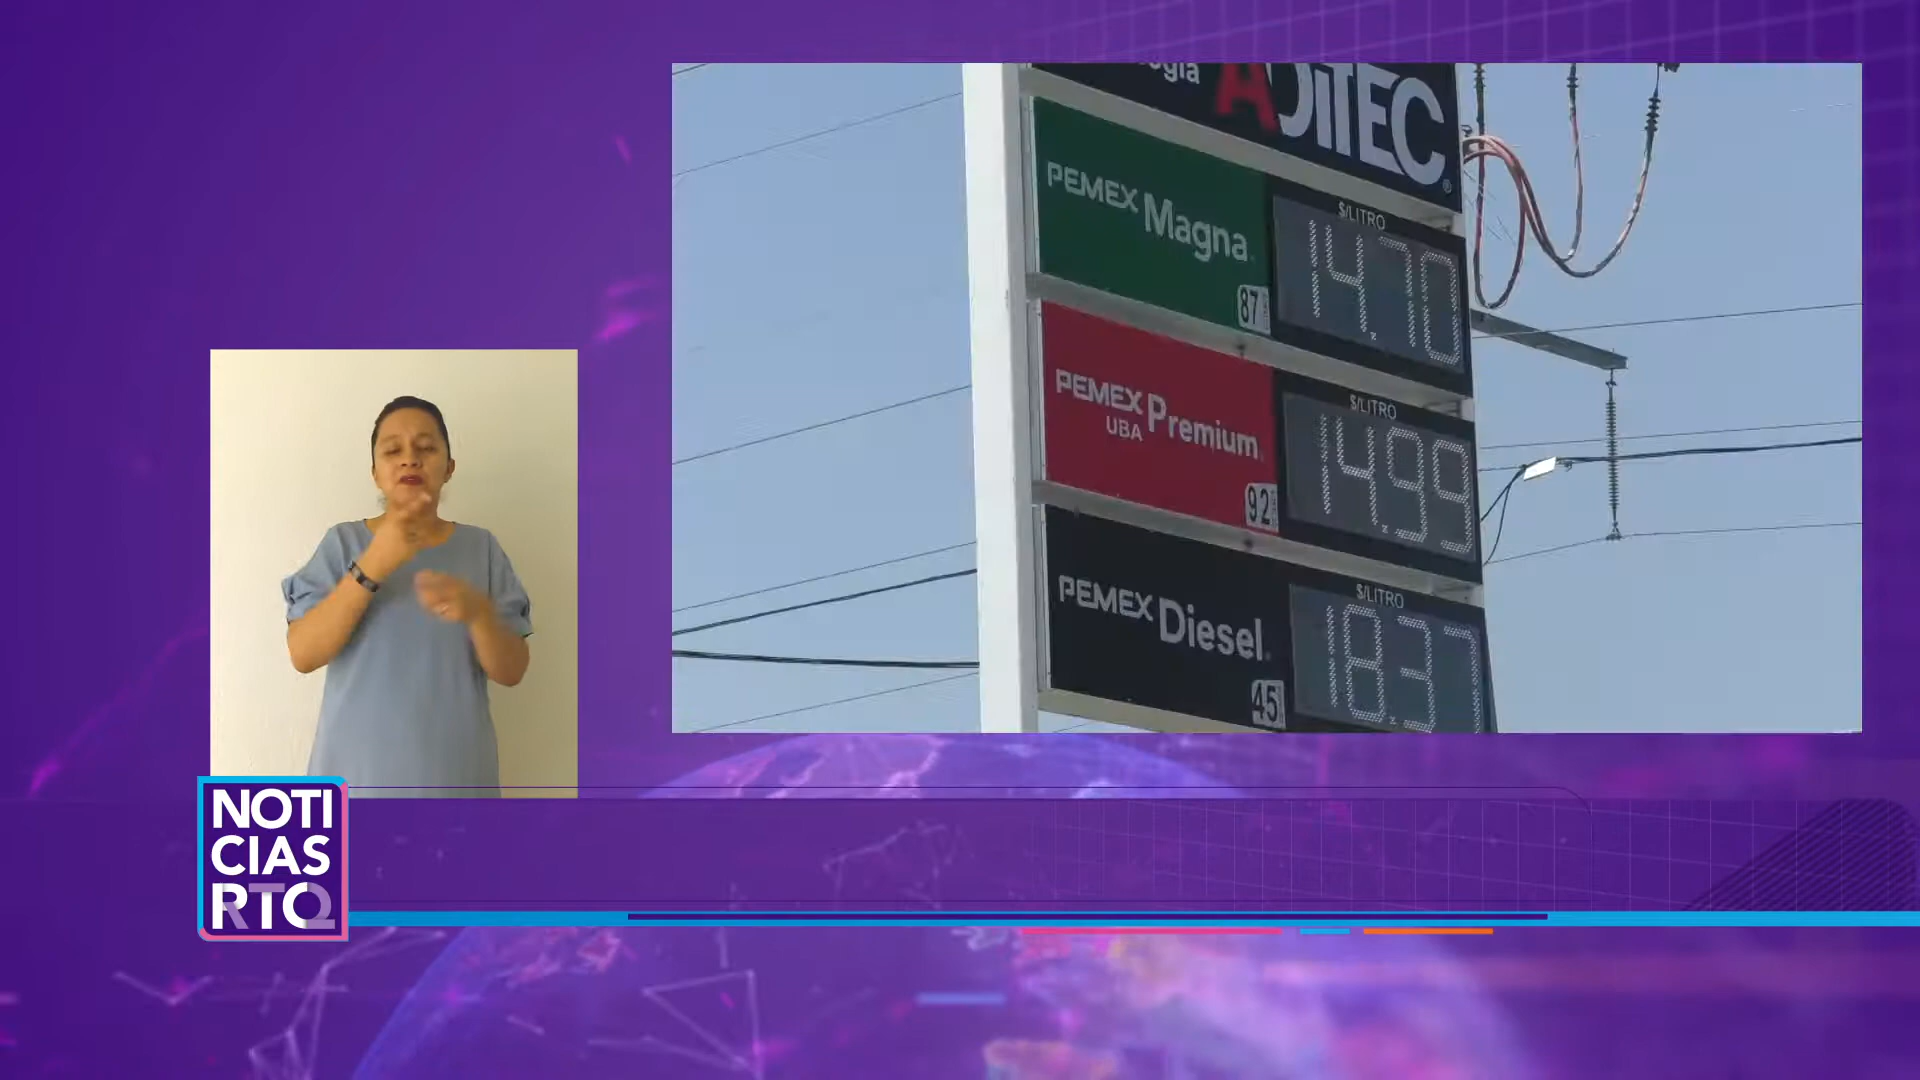 ADITEC
PEMEX Magna
87
$/LITRO
14.70
PEMEX Premium
UBA
92
$/LITRO
14.99
PEMEX Diesel
45
$/LITRO
18.37
NOTI
CIAS
RTQ